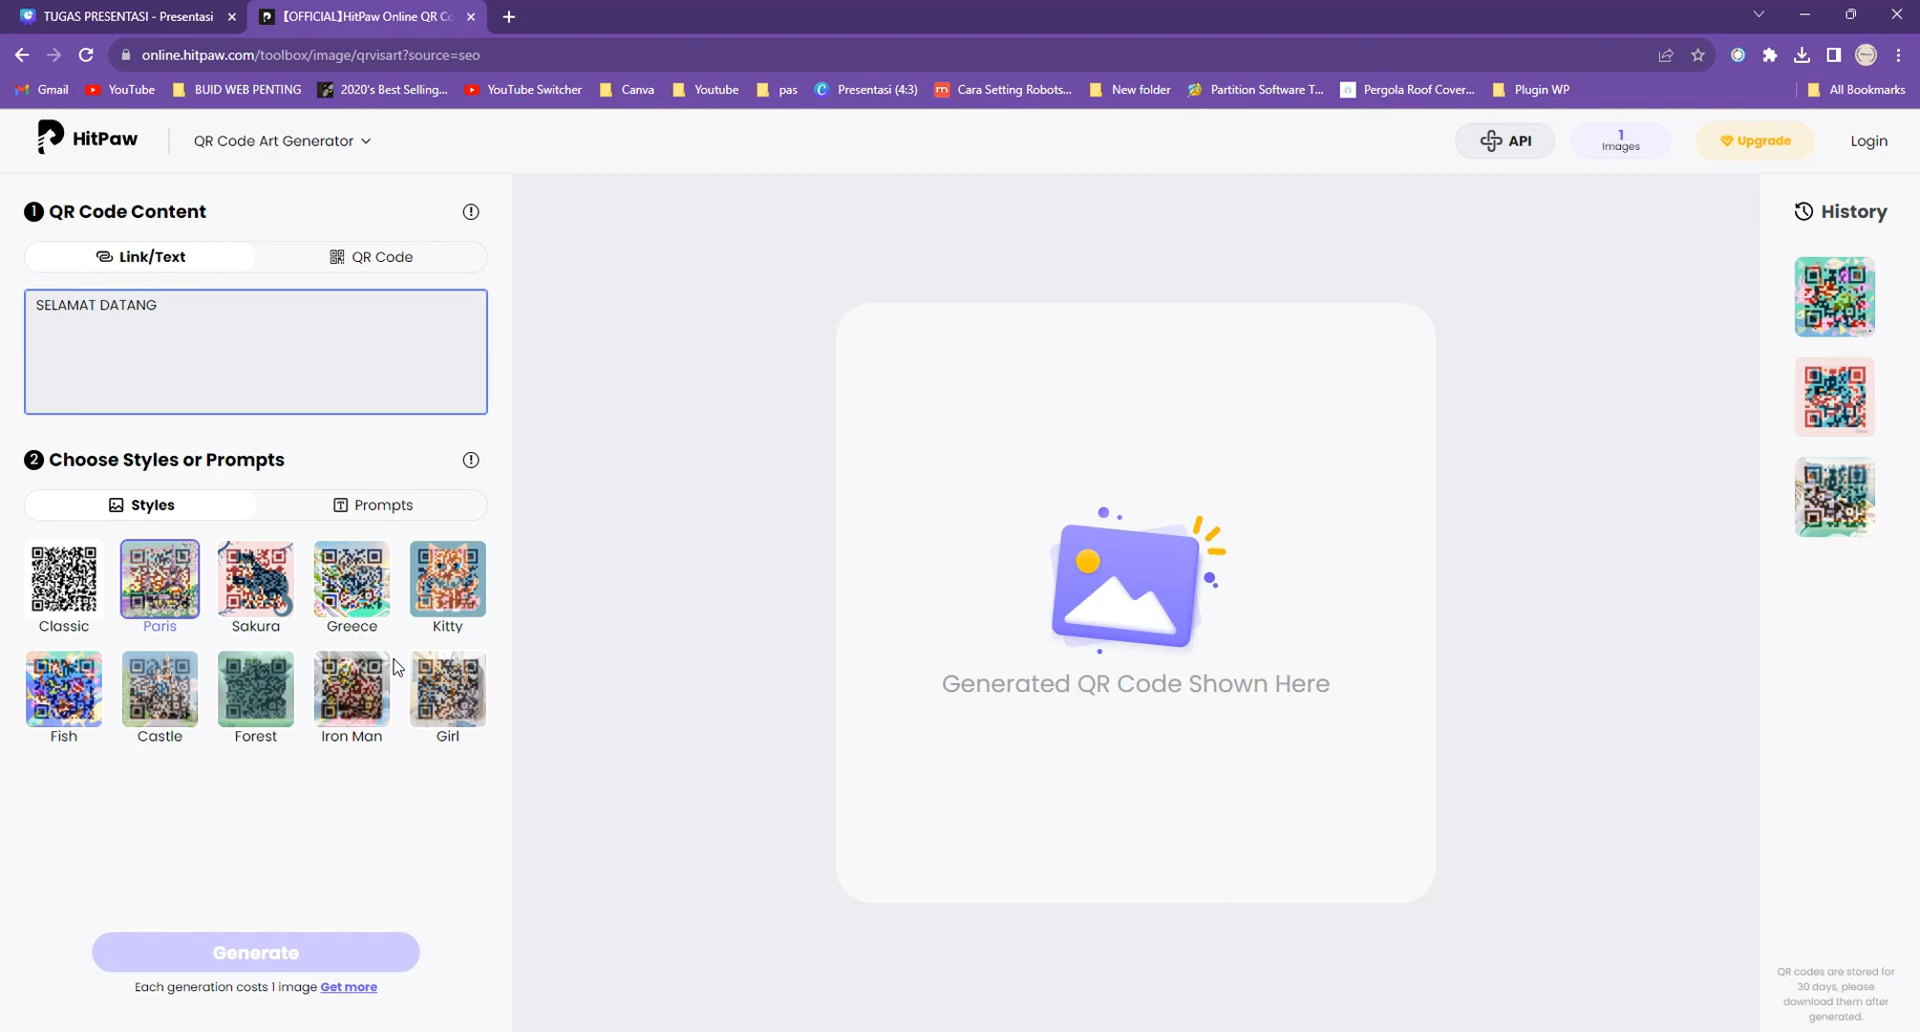 TUGAS PRESENTASI - Presentasi
【OFFICIAL】HitPaw Online QR Co
online.hitpaw.com/toolbox/image/qrvisart?source=seo
Gmail
YouTube
BUID WEB PENTING
2020's Best Selling...
YouTube Switcher
Canva
Youtube
pas
Presentasi (4:3)
Cara Setting Robots...
New folder
Partition Software T...
Pergola Roof Cover...
Plugin WP
All Bookmarks
HitPaw
QR Code Art Generator
API
1
Images
Upgrade
Login
1 QR Code Content
Link/Text
QR Code
SELAMAT DATANG
2 Choose Styles or Prompts
Styles
Prompts
Classic
Paris
Sakura
Greece
Kitty
Fish
Castle
Forest
Iron Man
Girl
Generate
Each generation costs 1 image Get more
Generated QR Code Shown Here
History
QR codes are stored for
30 days, please
download them after
generated.